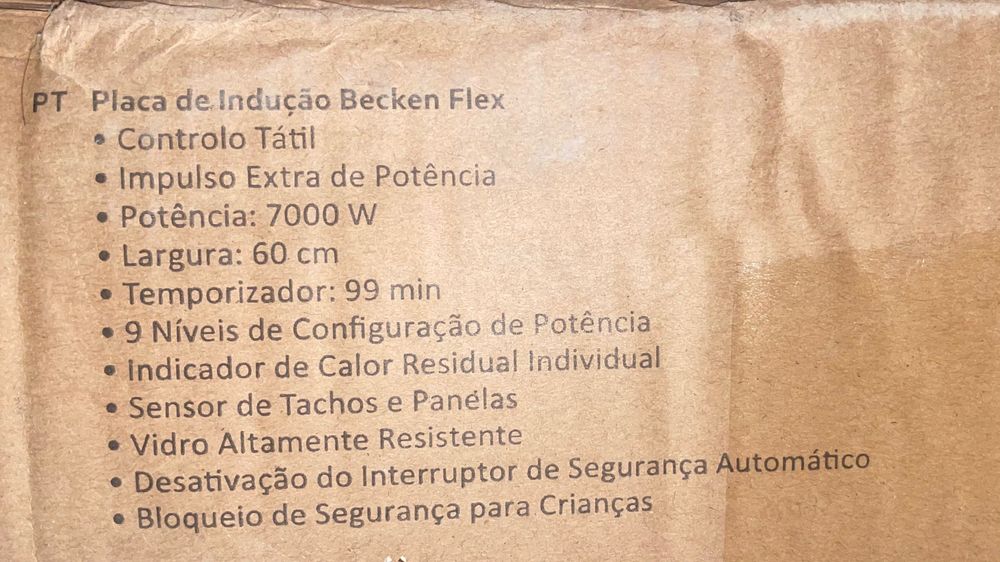 PT Placa de Indução Becken Flex
• Controlo Tátil
• Impulso Extra de Potência
• Potência: 7000 W
• Largura: 60 cm
• Temporizador: 99 min
• 9 Níveis de Configuração de Potência
• Indicador de Calor Residual Individual
• Sensor de Tachos e Panelas
• Vidro Altamente Resistente
• Desativação do Interruptor de Segurança Automático
• Bloqueio de Segurança para Crianças